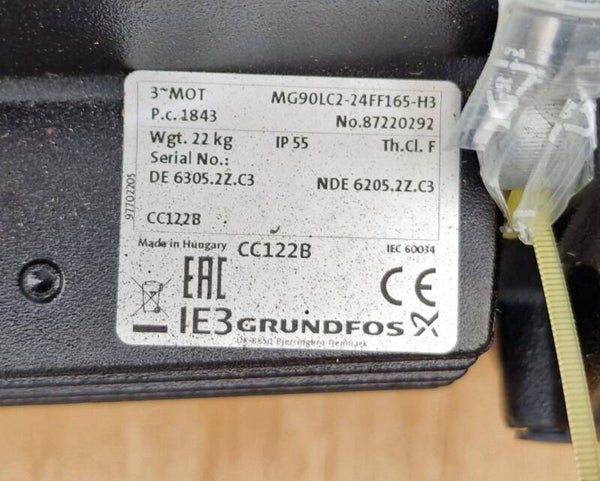 3~MOT MG90LC2-24FF165-H3
P.c. 1843 No.87220292
Wgt. 22 kg IP 55 Th.Cl. F
Serial No.:
DE 6305.2Z.C3 NDE 6205.2Z.C3
97702205
CC122B
Made in Hungary CC122B IEC 60034
EAC CE
IE3 GRUNDFOS
DK-8850 Bjerringbro Denmark